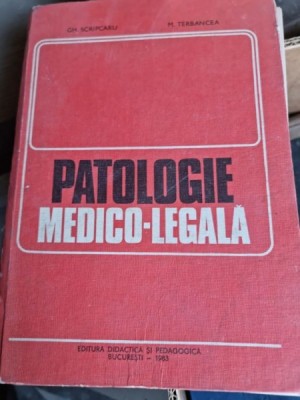 GH. SCRIPCARU M. TERBANCEA
PATOLOGIE
MEDICO-LEGALĂ
EDITURA DIDACTICĂ ȘI PEDAGOGICĂ
BUCUREȘTI – 1983